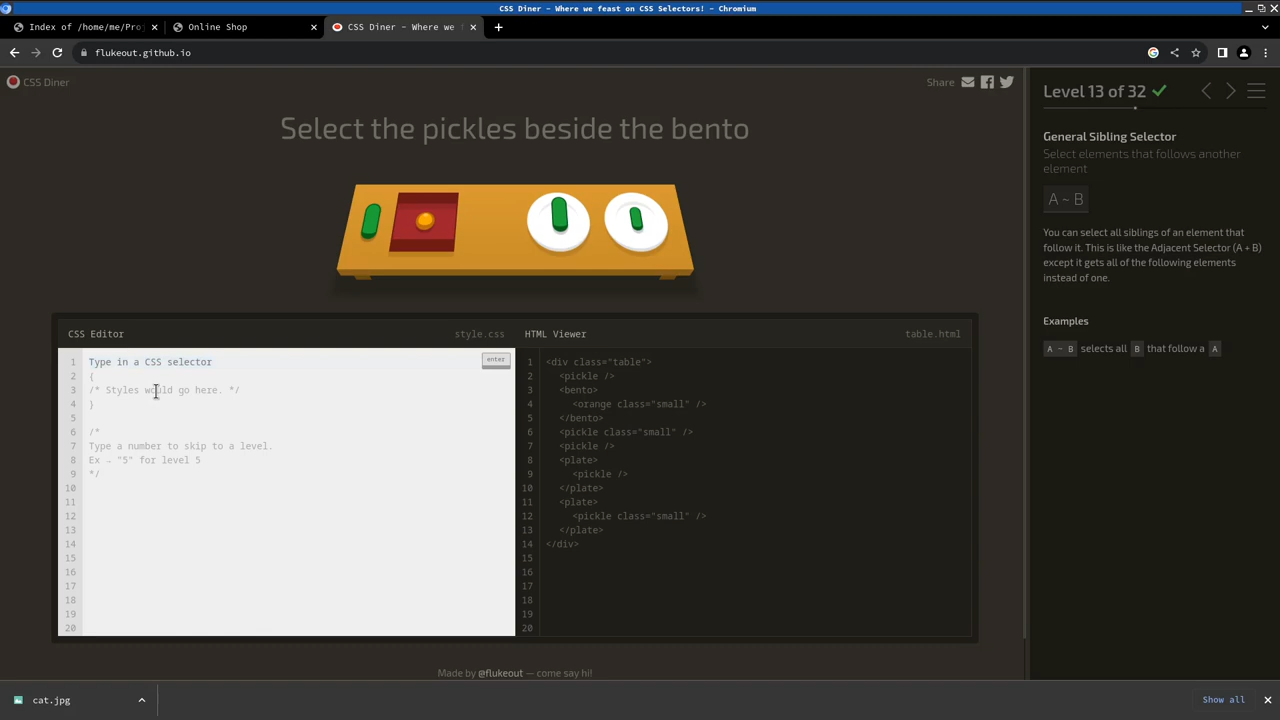 CSS Diner - Where we feast on CSS Selectors! - Chromium
Index of /home/me/Pro
Online Shop
CSS Diner - Where we
flukeout.github.io
CSS Diner
Share
Select the pickles beside the bento
CSS Editor
style.css
HTML Viewer
table.html
1 Type in a CSS selector
enter
2 {
3 /* Styles would go here. */
4 }
5
6 /*
7 Type a number to skip to a level.
8 Ex → "5" for level 5
9 */
10
11
12
13
14
15
16
17
18
19
20
1 <div class="table">
2 <pickle />
3 <bento>
4 <orange class="small" />
5 </bento>
6 <pickle class="small" />
7 <pickle />
8 <plate>
9 <pickle />
10 </plate>
11 <plate>
12 <pickle class="small" />
13 </plate>
14 </div>
15
16
17
18
19
20
Made by @flukeout — come say hi!
Level 13 of 32
General Sibling Selector
Select elements that follows another
element
A ~ B
You can select all siblings of an element that
follow it. This is like the Adjacent Selector (A + B)
except it gets all of the following elements
instead of one.
Examples
A ~ B selects all B that follow a A
cat.jpg
Show all